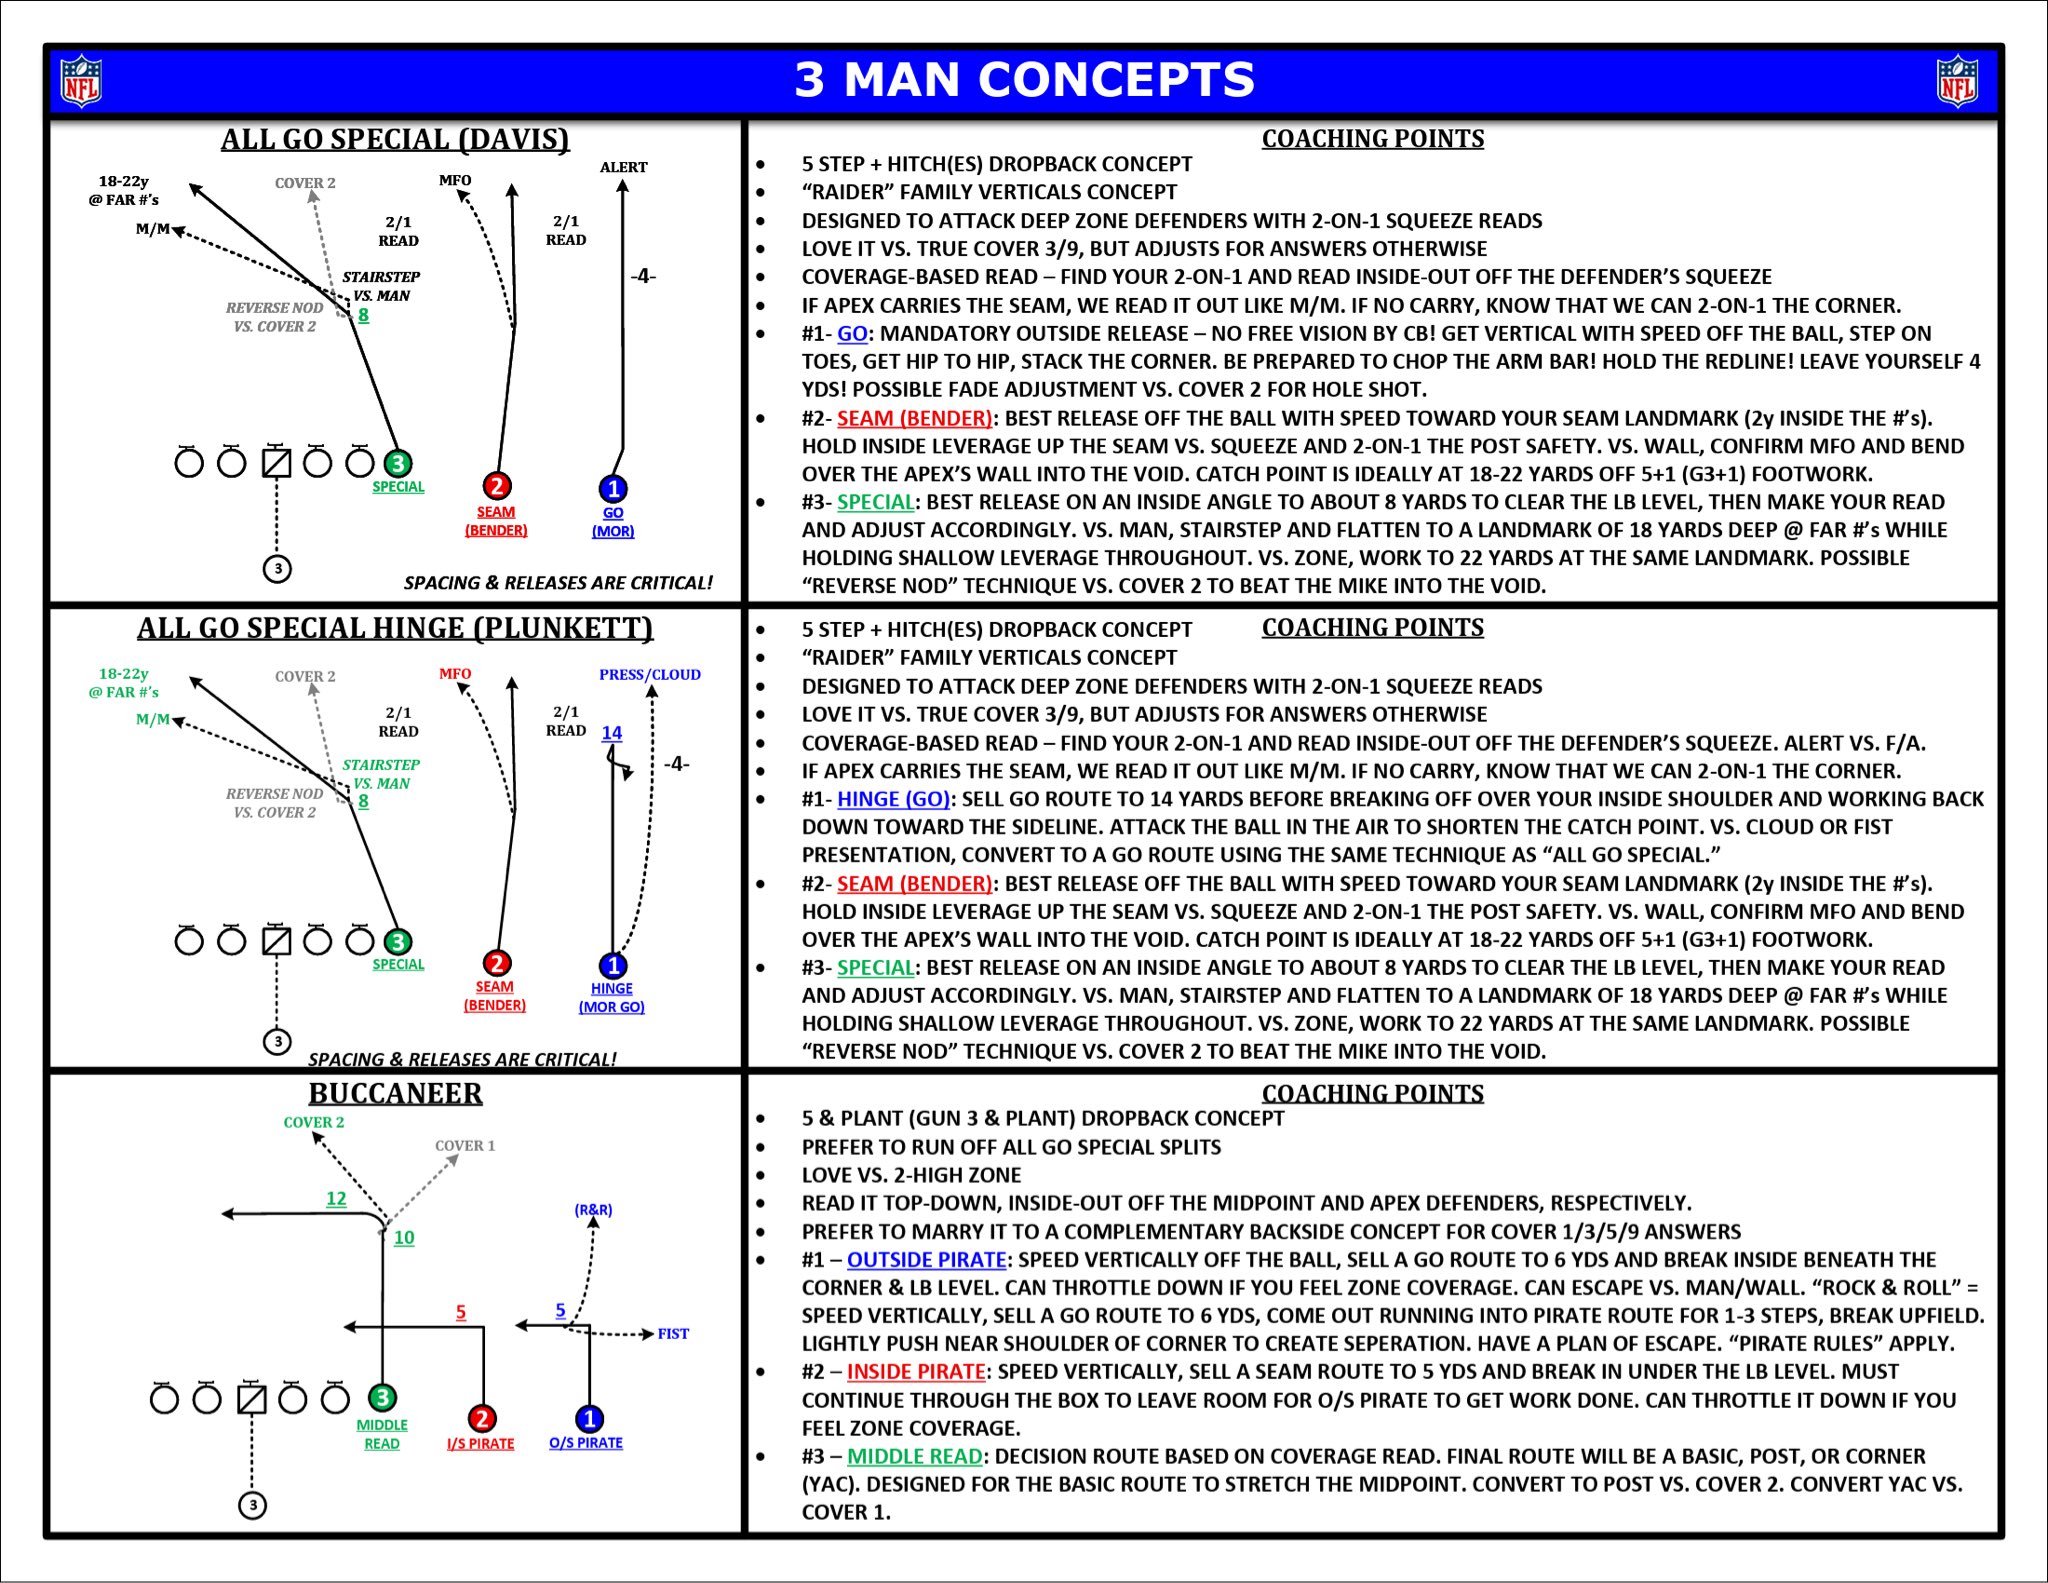 NFL
3 MAN CONCEPTS
NFL
ALL GO SPECIAL (DAVIS)
18-22y
@ FAR #'s
M/M
COVER 2
2/1
READ
MFO
2/1
READ
ALERT
-4-
STAIRSTEP
VS. MAN
REVERSE NOD
VS. COVER 2
8
3
SPECIAL
2
SEAM
(BENDER)
1
GO
(MOR)
3
SPACING & RELEASES ARE CRITICAL!
COACHING POINTS
• 5 STEP + HITCH(ES) DROPBACK CONCEPT
• “RAIDER” FAMILY VERTICALS CONCEPT
• DESIGNED TO ATTACK DEEP ZONE DEFENDERS WITH 2-ON-1 SQUEEZE READS
• LOVE IT VS. TRUE COVER 3/9, BUT ADJUSTS FOR ANSWERS OTHERWISE
• COVERAGE-BASED READ – FIND YOUR 2-ON-1 AND READ INSIDE-OUT OFF THE DEFENDER’S SQUEEZE
• IF APEX CARRIES THE SEAM, WE READ IT OUT LIKE M/M. IF NO CARRY, KNOW THAT WE CAN 2-ON-1 THE CORNER.
• #1- GO: MANDATORY OUTSIDE RELEASE – NO FREE VISION BY CB! GET VERTICAL WITH SPEED OFF THE BALL, STEP ON
TOES, GET HIP TO HIP, STACK THE CORNER. BE PREPARED TO CHOP THE ARM BAR! HOLD THE REDLINE! LEAVE YOURSELF 4
YDS! POSSIBLE FADE ADJUSTMENT VS. COVER 2 FOR HOLE SHOT.
• #2- SEAM (BENDER): BEST RELEASE OFF THE BALL WITH SPEED TOWARD YOUR SEAM LANDMARK (2y INSIDE THE #’s).
HOLD INSIDE LEVERAGE UP THE SEAM VS. SQUEEZE AND 2-ON-1 THE POST SAFETY. VS. WALL, CONFIRM MFO AND BEND
OVER THE APEX’S WALL INTO THE VOID. CATCH POINT IS IDEALLY AT 18-22 YARDS OFF 5+1 (G3+1) FOOTWORK.
• #3- SPECIAL: BEST RELEASE ON AN INSIDE ANGLE TO ABOUT 8 YARDS TO CLEAR THE LB LEVEL, THEN MAKE YOUR READ
AND ADJUST ACCORDINGLY. VS. MAN, STAIRSTEP AND FLATTEN TO A LANDMARK OF 18 YARDS DEEP @ FAR #’s WHILE
HOLDING SHALLOW LEVERAGE THROUGHOUT. VS. ZONE, WORK TO 22 YARDS AT THE SAME LANDMARK. POSSIBLE
“REVERSE NOD” TECHNIQUE VS. COVER 2 TO BEAT THE MIKE INTO THE VOID.
ALL GO SPECIAL HINGE (PLUNKETT)
18-22y
@ FAR #'s
M/M
COVER 2
2/1
READ
MFO
2/1
READ
PRESS/CLOUD
14
-4-
STAIRSTEP
VS. MAN
REVERSE NOD
VS. COVER 2
8
3
SPECIAL
2
SEAM
(BENDER)
1
HINGE
(MOR GO)
3
SPACING & RELEASES ARE CRITICAL!
COACHING POINTS
• 5 STEP + HITCH(ES) DROPBACK CONCEPT
• “RAIDER” FAMILY VERTICALS CONCEPT
• DESIGNED TO ATTACK DEEP ZONE DEFENDERS WITH 2-ON-1 SQUEEZE READS
• LOVE IT VS. TRUE COVER 3/9, BUT ADJUSTS FOR ANSWERS OTHERWISE
• COVERAGE-BASED READ – FIND YOUR 2-ON-1 AND READ INSIDE-OUT OFF THE DEFENDER’S SQUEEZE. ALERT VS. F/A.
• IF APEX CARRIES THE SEAM, WE READ IT OUT LIKE M/M. IF NO CARRY, KNOW THAT WE CAN 2-ON-1 THE CORNER.
• #1- HINGE (GO): SELL GO ROUTE TO 14 YARDS BEFORE BREAKING OFF OVER YOUR INSIDE SHOULDER AND WORKING BACK
DOWN TOWARD THE SIDELINE. ATTACK THE BALL IN THE AIR TO SHORTEN THE CATCH POINT. VS. CLOUD OR FIST
PRESENTATION, CONVERT TO A GO ROUTE USING THE SAME TECHNIQUE AS “ALL GO SPECIAL.”
• #2- SEAM (BENDER): BEST RELEASE OFF THE BALL WITH SPEED TOWARD YOUR SEAM LANDMARK (2y INSIDE THE #’s).
HOLD INSIDE LEVERAGE UP THE SEAM VS. SQUEEZE AND 2-ON-1 THE POST SAFETY. VS. WALL, CONFIRM MFO AND BEND
OVER THE APEX’S WALL INTO THE VOID. CATCH POINT IS IDEALLY AT 18-22 YARDS OFF 5+1 (G3+1) FOOTWORK.
• #3- SPECIAL: BEST RELEASE ON AN INSIDE ANGLE TO ABOUT 8 YARDS TO CLEAR THE LB LEVEL, THEN MAKE YOUR READ
AND ADJUST ACCORDINGLY. VS. MAN, STAIRSTEP AND FLATTEN TO A LANDMARK OF 18 YARDS DEEP @ FAR #’s WHILE
HOLDING SHALLOW LEVERAGE THROUGHOUT. VS. ZONE, WORK TO 22 YARDS AT THE SAME LANDMARK. POSSIBLE
“REVERSE NOD” TECHNIQUE VS. COVER 2 TO BEAT THE MIKE INTO THE VOID.
BUCCANEER
COVER 2
COVER 1
12
10
(R&R)
5
5
FIST
3
MIDDLE
READ
2
I/S PIRATE
1
O/S PIRATE
3
COACHING POINTS
• 5 & PLANT (GUN 3 & PLANT) DROPBACK CONCEPT
• PREFER TO RUN OFF ALL GO SPECIAL SPLITS
• LOVE VS. 2-HIGH ZONE
• READ IT TOP-DOWN, INSIDE-OUT OFF THE MIDPOINT AND APEX DEFENDERS, RESPECTIVELY.
• PREFER TO MARRY IT TO A COMPLEMENTARY BACKSIDE CONCEPT FOR COVER 1/3/5/9 ANSWERS
• #1 – OUTSIDE PIRATE: SPEED VERTICALLY OFF THE BALL, SELL A GO ROUTE TO 6 YDS AND BREAK INSIDE BENEATH THE
CORNER & LB LEVEL. CAN THROTTLE DOWN IF YOU FEEL ZONE COVERAGE. CAN ESCAPE VS. MAN/WALL. “ROCK & ROLL” =
SPEED VERTICALLY, SELL A GO ROUTE TO 6 YDS, COME OUT RUNNING INTO PIRATE ROUTE FOR 1-3 STEPS, BREAK UPFIELD.
LIGHTLY PUSH NEAR SHOULDER OF CORNER TO CREATE SEPERATION. HAVE A PLAN OF ESCAPE. “PIRATE RULES” APPLY.
• #2 – INSIDE PIRATE: SPEED VERTICALLY, SELL A SEAM ROUTE TO 5 YDS AND BREAK IN UNDER THE LB LEVEL. MUST
CONTINUE THROUGH THE BOX TO LEAVE ROOM FOR O/S PIRATE TO GET WORK DONE. CAN THROTTLE IT DOWN IF YOU
FEEL ZONE COVERAGE.
• #3 – MIDDLE READ: DECISION ROUTE BASED ON COVERAGE READ. FINAL ROUTE WILL BE A BASIC, POST, OR CORNER
(YAC). DESIGNED FOR THE BASIC ROUTE TO STRETCH THE MIDPOINT. CONVERT TO POST VS. COVER 2. CONVERT YAC VS.
COVER 1.